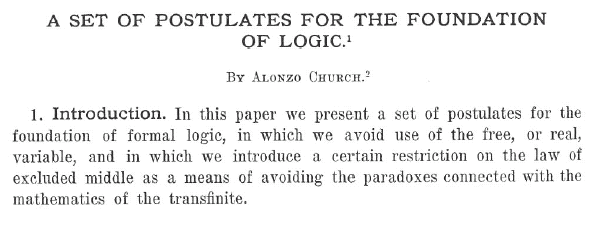 A SET OF POSTULATES FOR THE FOUNDATION
OF LOGIC.¹
By Alonzo Church.²
1. Introduction. In this paper we present a set of postulates for the
foundation of formal logic, in which we avoid use of the free, or real,
variable, and in which we introduce a certain restriction on the law of
excluded middle as a means of avoiding the paradoxes connected with the
mathematics of the transfinite.